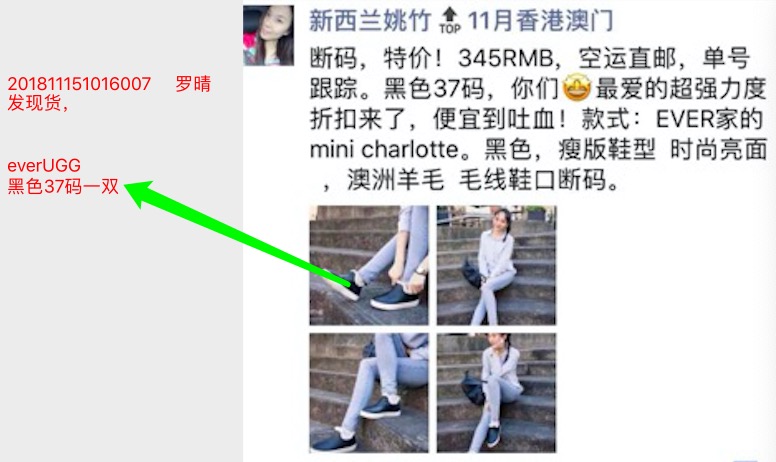 201811151016007 罗晴
发现货，
everUGG
黑色37码一双
新西兰姚竹 TOP 11月香港澳门
断码，特价！345RMB，空运直邮，单号
跟踪。黑色37码，你们🤩最爱的超强力度
折扣来了，便宜到吐血！款式：EVER家的
mini charlotte。黑色，瘦版鞋型 时尚亮面
，澳洲羊毛 毛线鞋口断码。